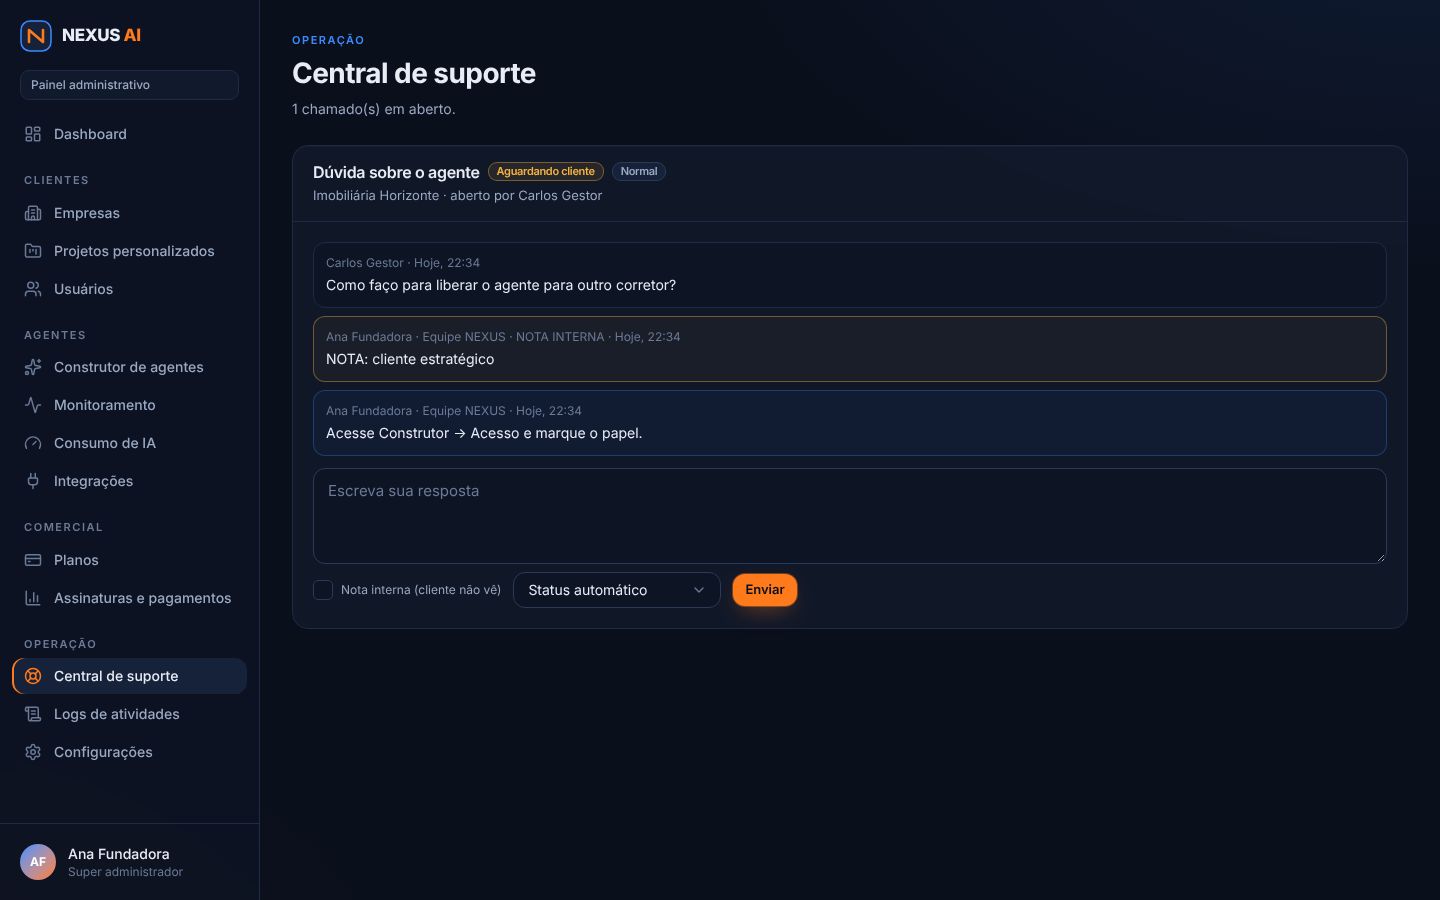 NEXUS AI
Painel administrativo
Dashboard
CLIENTES
Empresas
Projetos personalizados
Usuários
AGENTES
Construtor de agentes
Monitoramento
Consumo de IA
Integrações
COMERCIAL
Planos
Assinaturas e pagamentos
OPERAÇÃO
Central de suporte
Logs de atividades
Configurações
AF
Ana Fundadora
Super administrador
OPERAÇÃO
Central de suporte
1 chamado(s) em aberto.
Dúvida sobre o agente Aguardando cliente Normal
Imobiliária Horizonte · aberto por Carlos Gestor
Carlos Gestor · Hoje, 22:34
Como faço para liberar o agente para outro corretor?
Ana Fundadora · Equipe NEXUS · NOTA INTERNA · Hoje, 22:34
NOTA: cliente estratégico
Ana Fundadora · Equipe NEXUS · Hoje, 22:34
Acesse Construtor → Acesso e marque o papel.
Escreva sua resposta
Nota interna (cliente não vê) Status automático Enviar